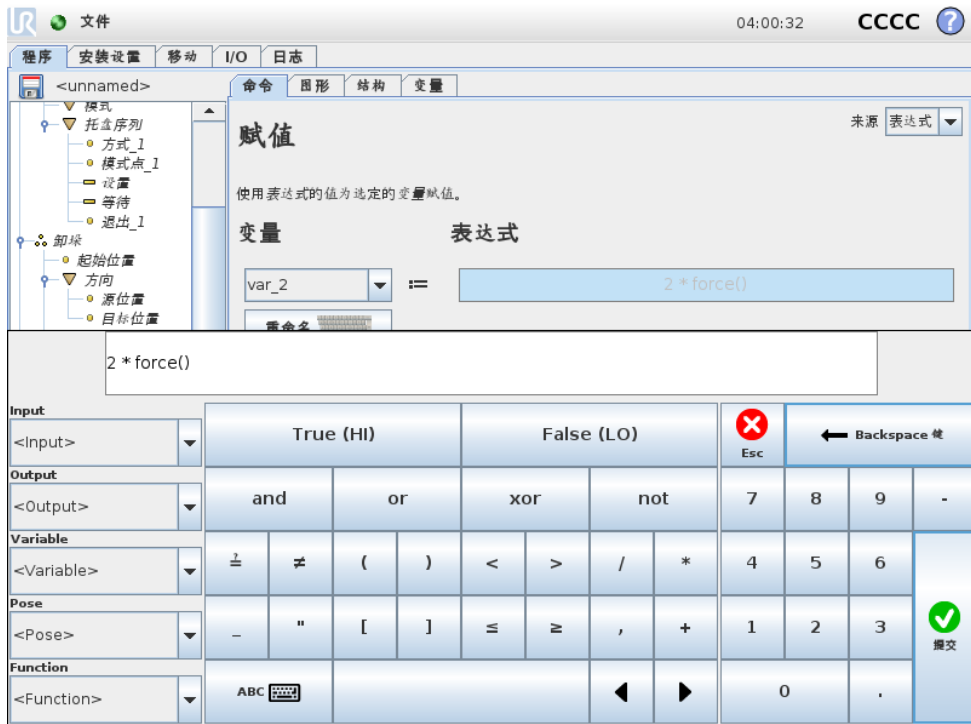 UR 文件 04:00:32 CCCC ?
程序 安装设置 移动 I/O 日志
<unnamed> 命令 图形 结构 变量
模式
托盘序列
方式_1
模式点_1
设置
等待
退出_1
卸垛
起始位置
方向
源位置
目标位置
赋值
来源 表达式
使用表达式的值为选定的变量赋值。
变量 表达式
var_2 := 2 * force()
重命名
2 * force()
Input
<Input> True (HI) False (LO) Esc Backspace 键
Output
<Output> and or xor not 7 8 9 -
Variable
<Variable> ≟ ≠ ( ) < > / * 4 5 6
Pose
<Pose> _ " [ ] ≤ ≥ , + 1 2 3 提交
Function
<Function> ABC 0 .